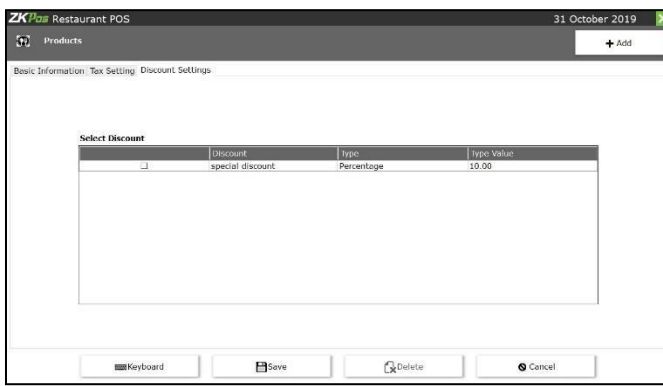 ZKPos Restaurant POS 31 October 2019
Products + Add
Basic Information Tax Setting Discount Settings
Select Discount
Discount Type Type Value
special discount Percentage 10.00
Keyboard Save Delete Cancel